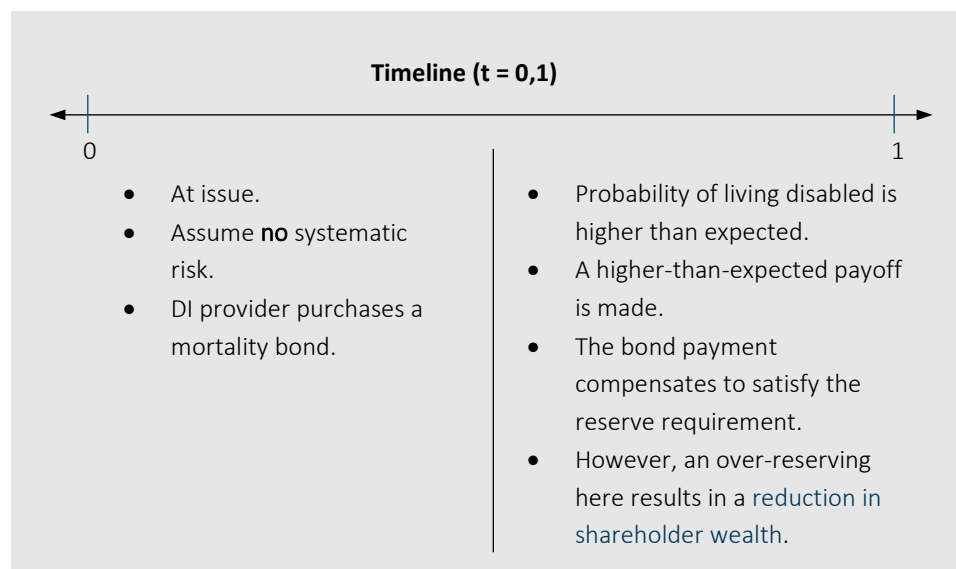 Timeline (t = 0,1)
0
1
• At issue.
• Assume no systematic
risk.
• DI provider purchases a
mortality bond.
• Probability of living disabled is
higher than expected.
• A higher-than-expected payoff
is made.
• The bond payment
compensates to satisfy the
reserve requirement.
• However, an over-reserving
here results in a reduction in
shareholder wealth.